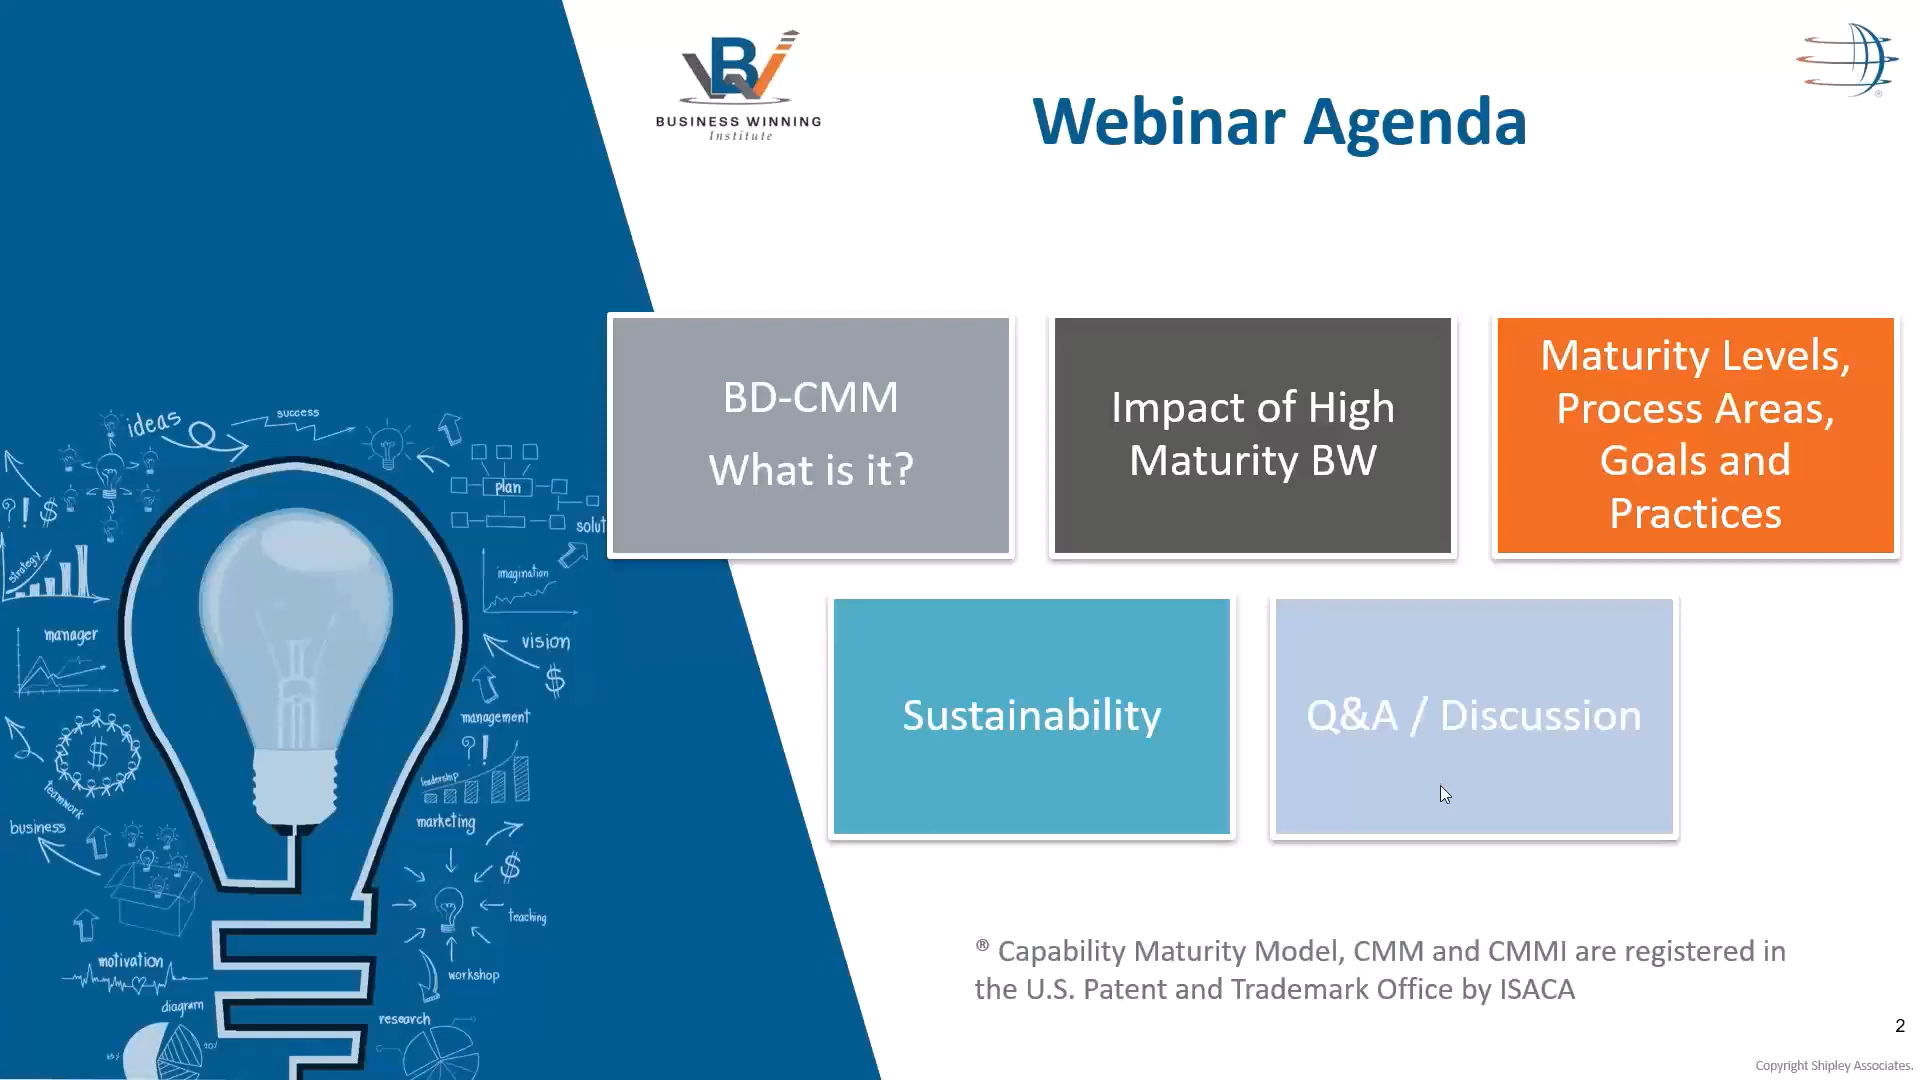 BUSINESS WINNING
Institute
®
Webinar Agenda
BD-CMM
What is it?
Impact of High
Maturity BW
Maturity Levels,
Process Areas,
Goals and
Practices
Sustainability
Q&A / Discussion
® Capability Maturity Model, CMM and CMMI are registered in
the U.S. Patent and Trademark Office by ISACA
2
Copyright Shipley Associates.
ideas
success
plan
?!$
strategy
imagination
manager
vision
$
management
?!
$
leadership
teamwork
marketing
business
$
teaching
motivation
workshop
diagram
research